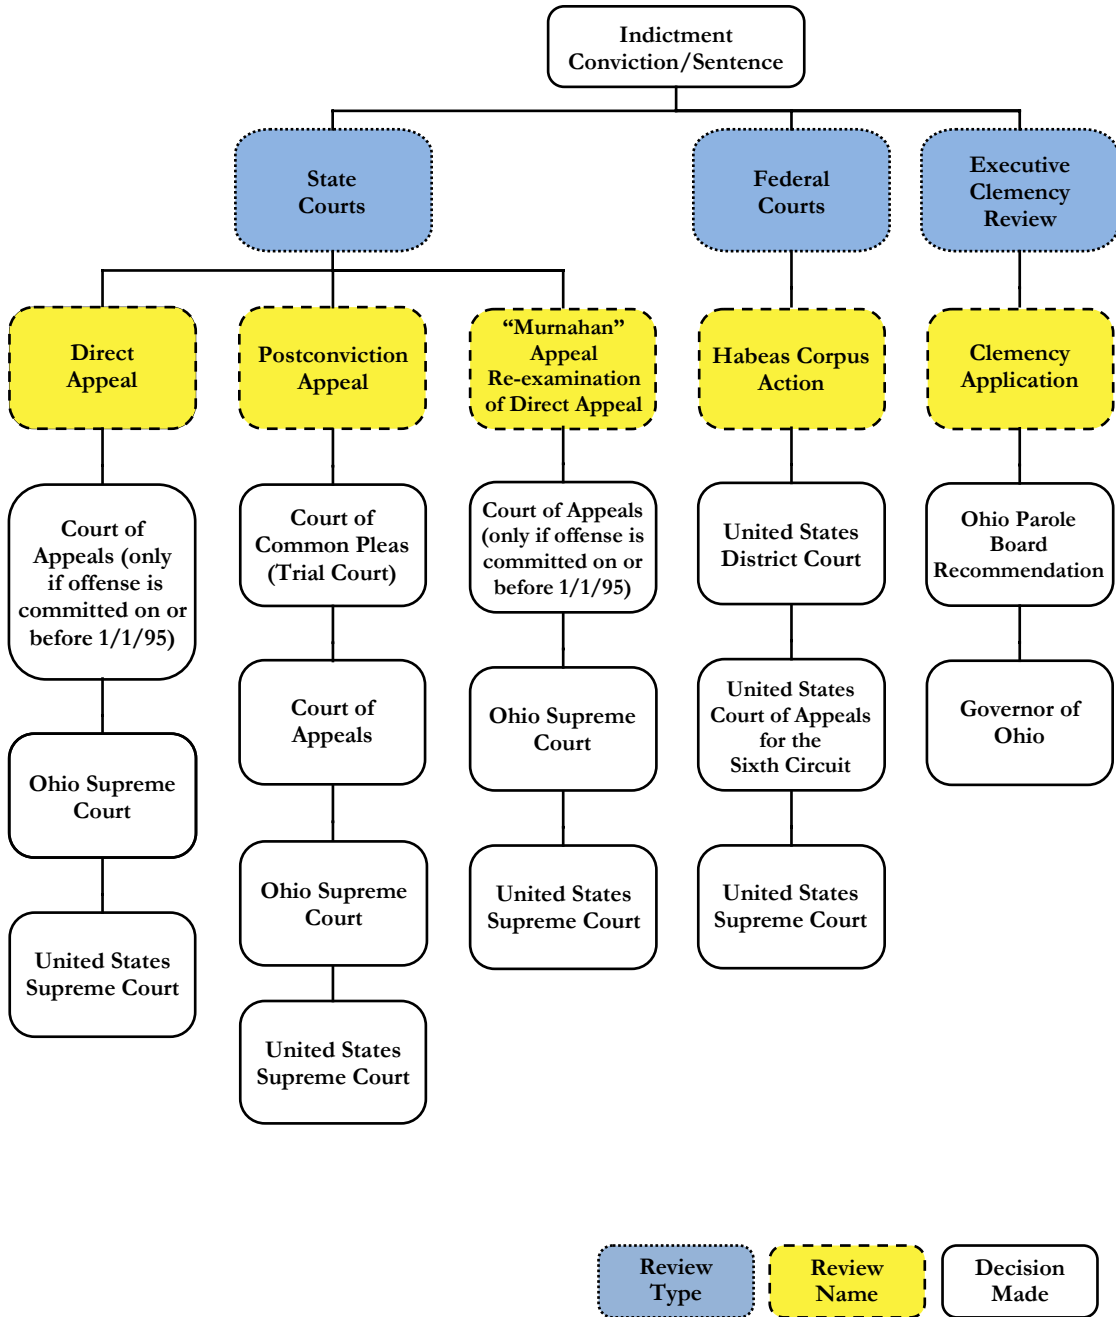 Indictment
Conviction/Sentence
State
Courts
Federal
Courts
Executive
Clemency
Review
Direct
Appeal
Postconviction
Appeal
“Murnahan”
Appeal
Re-examination
of Direct Appeal
Habeas Corpus
Action
Clemency
Application
Court of
Appeals (only
if offense is
committed on or
before 1/1/95)
Ohio Supreme
Court
United States
Supreme Court
Court of
Common Pleas
(Trial Court)
Court of
Appeals
Ohio Supreme
Court
United States
Supreme Court
Court of Appeals
(only if offense is
committed on or
before 1/1/95)
Ohio Supreme
Court
United States
Supreme Court
United States
District Court
United States
Court of Appeals
for the
Sixth Circuit
United States
Supreme Court
Ohio Parole
Board
Recommendation
Governor of
Ohio
Review
Type
Review
Name
Decision
Made